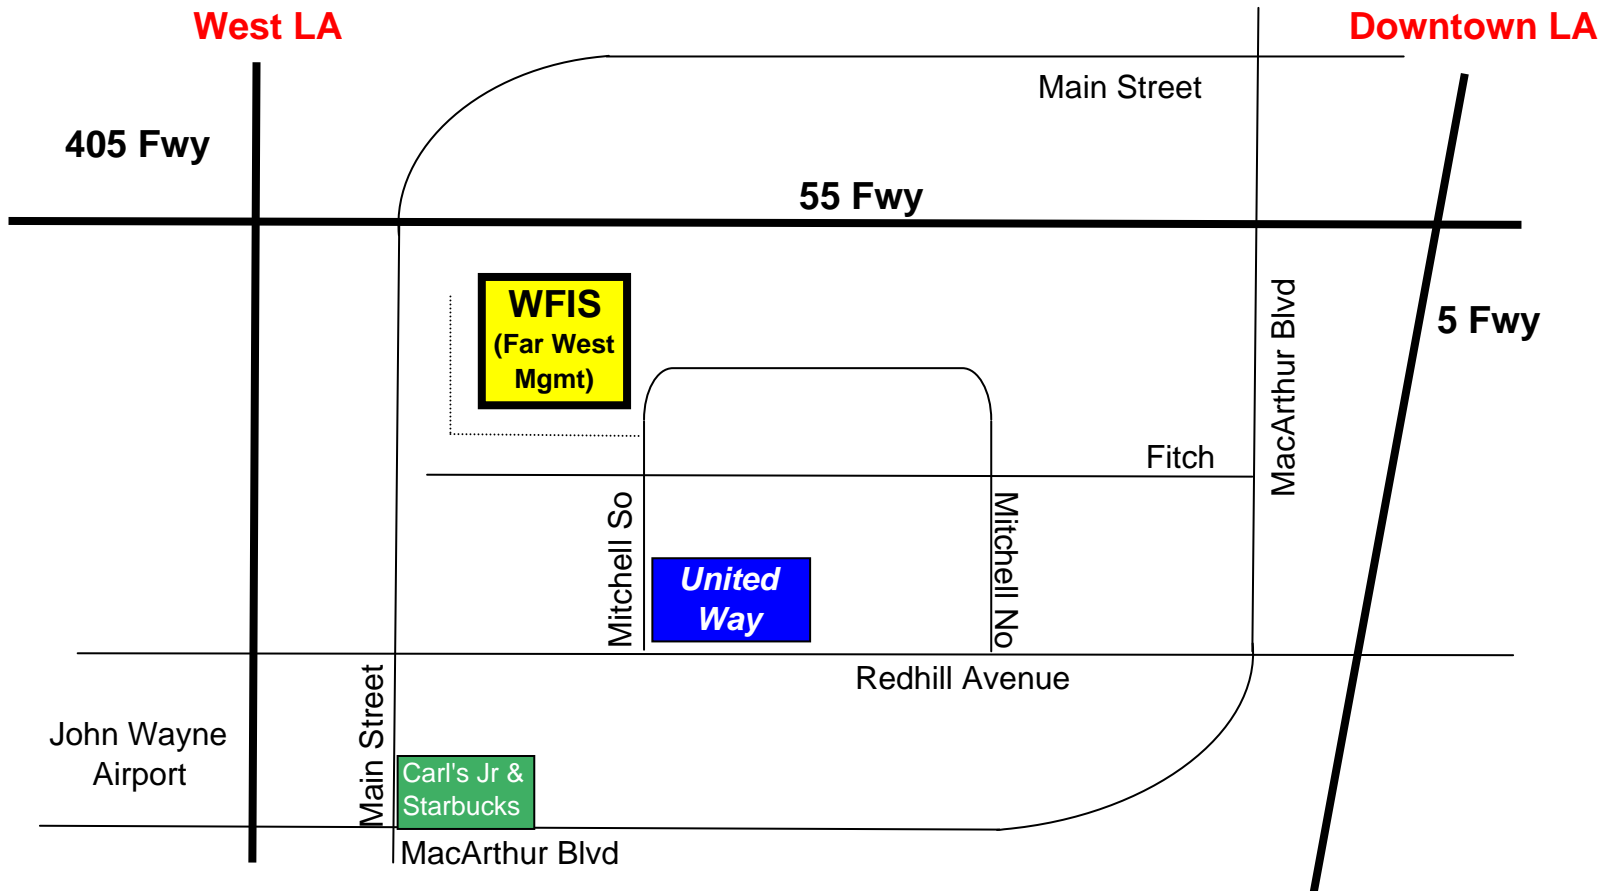 West LA
Downtown LA
Main Street
405 Fwy
55 Fwy
WFIS
(Far West
Mgmt)
MacArthur Blvd
5 Fwy
Fitch
Mitchell So
Mitchell No
United
Way
Redhill Avenue
Main Street
John Wayne
Airport
Carl's Jr &
Starbucks
MacArthur Blvd